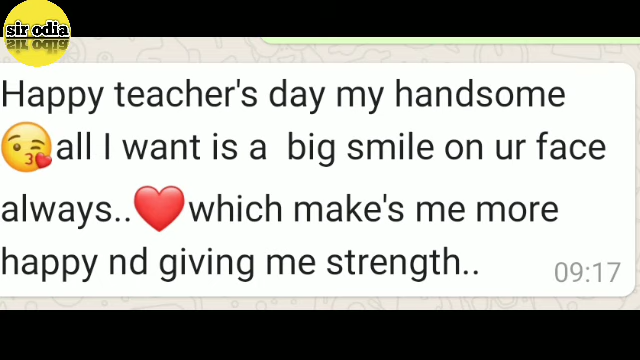 sir odia
Happy teacher's day my handsome
😘all I want is a  big smile on ur face
always..❤️which make's me more
happy nd giving me strength..
09:17